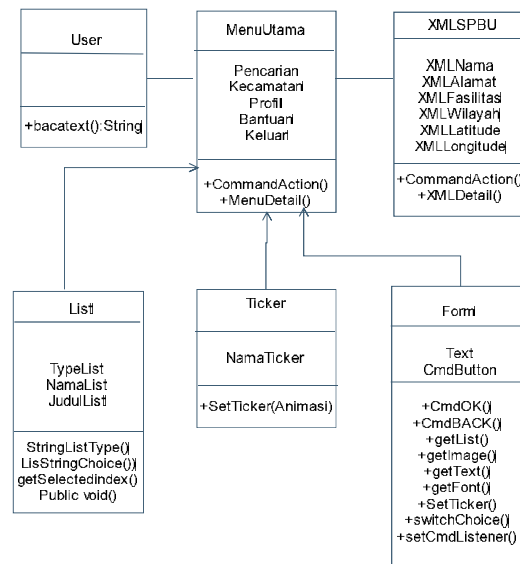 User
+bacatext():String
MenuUtama
Pencarian
Kecamatan
Profil
Bantuan
Keluar
+CommandAction()
+MenuDetail()
XMLSPBU
XMLNama
XMLAlamat
XMLFasilitas
XMLWilayah
XMLLatitude
XMLLongitude
+CommandAction()
+XMLDetail()
List
TypeList
NamaList
JudulList
StringListType()
LisStringChoice())
getSelectedindex()
Public void()
Ticker
NamaTicker
+SetTicker(Animasi)
Form
Text
CmdButton
+CmdOK()
+CmdBACK()
+getList()
+getImage()
+getText()
+getFont()
+SetTicker()
+switchChoice()
+setCmdListener()